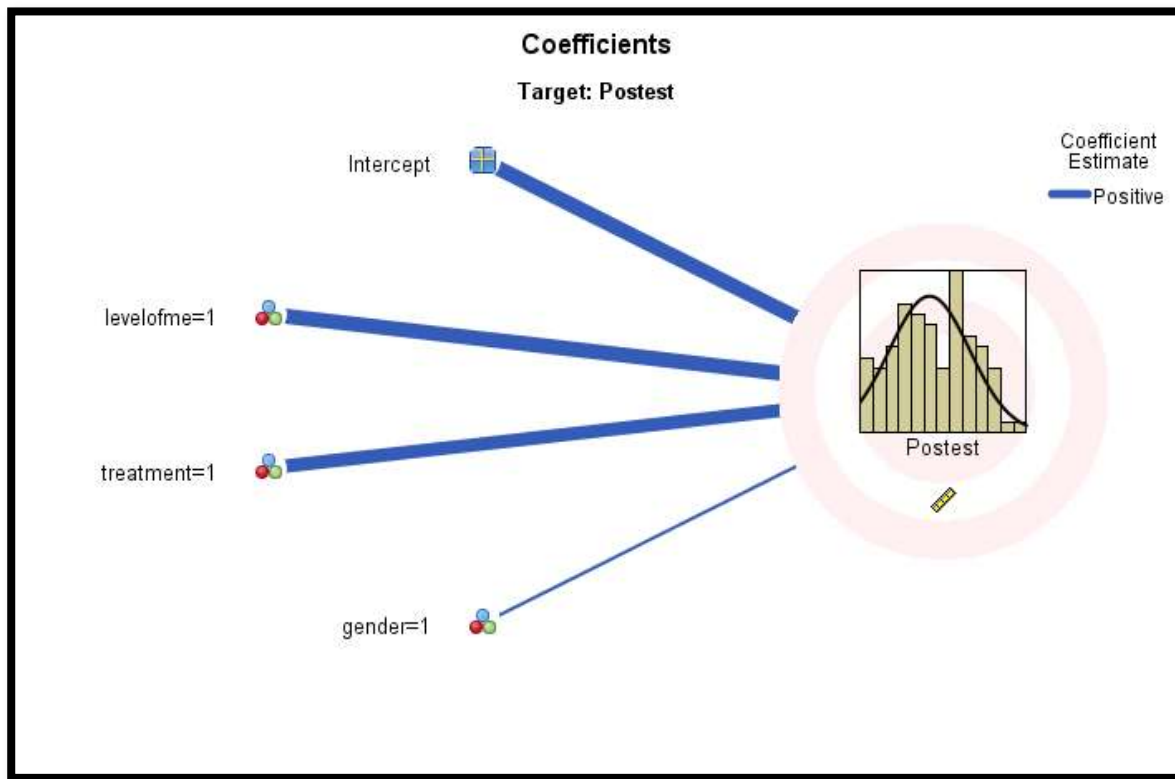 Coefficients
Target: Postest
Intercept
Coefficient
Estimate
Positive
levelofme=1
treatment=1
Postest
gender=1